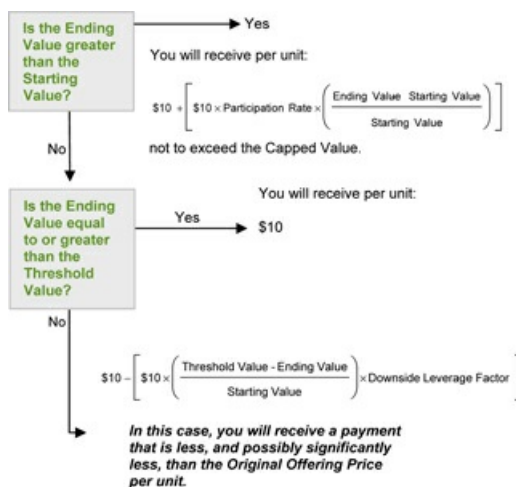 Is the Ending
Value greater
than the
Starting
Value?
Yes
You will receive per unit:
$10 + [ $10 × Participation Rate × ( Ending Value Starting Value / Starting Value ) ]
not to exceed the Capped Value.
No
Is the Ending
Value equal
to or greater
than the
Threshold
Value?
Yes
You will receive per unit:
$10
No
$10 – [ $10 × ( Threshold Value - Ending Value / Starting Value ) × Downside Leverage Factor ]
In this case, you will receive a payment
that is less, and possibly significantly
less, than the Original Offering Price
per unit.